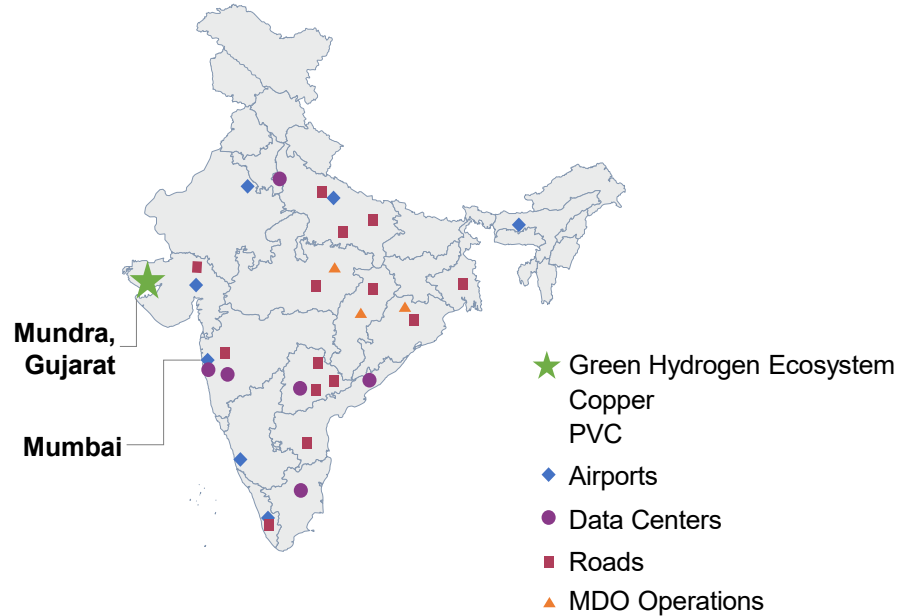 Mundra,
Gujarat
Mumbai
Green Hydrogen Ecosystem
Copper
PVC
Airports
Data Centers
Roads
MDO Operations